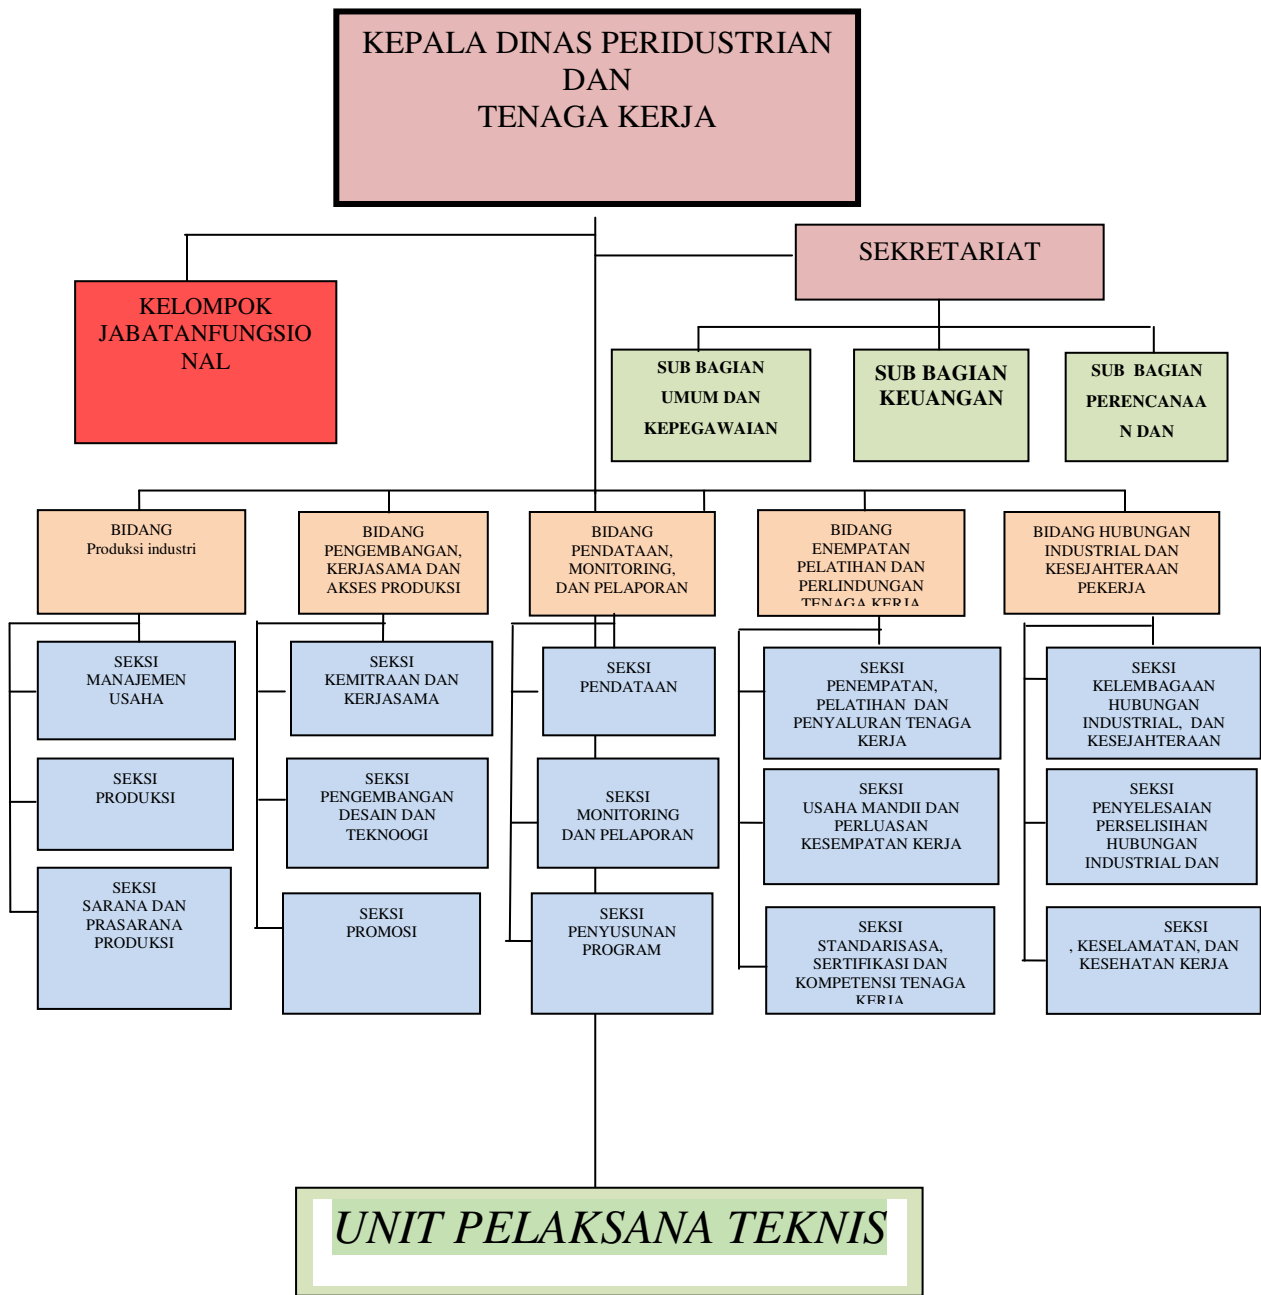 KEPALA DINAS PERIDUSTRIAN
DAN
TENAGA KERJA
SEKRETARIAT
KELOMPOK
JABATANFUNGSIO
NAL
SUB BAGIAN
UMUM DAN
KEPEGAWAIAN
SUB BAGIAN
KEUANGAN
SUB BAGIAN
PERENCANAA
N DAN
BIDANG
Produksi industri
BIDANG
PENGEMBANGAN,
KERJASAMA DAN
AKSES PRODUKSI
BIDANG
PENDATAAN,
MONITORING,
DAN PELAPORAN
BIDANG
ENEMPATAN
PELATIHAN DAN
PERLINDUNGAN
TENAGA KERJA
BIDANG HUBUNGAN
INDUSTRIAL DAN
KESEJAHTERAAN
PEKERJA
SEKSI
MANAJEMEN
USAHA
SEKSI
KEMITRAAN DAN
KERJASAMA
SEKSI
PENDATAAN
SEKSI
PENEMPATAN,
PELATIHAN DAN
PENYALURAN TENAGA
KERJA
SEKSI
KELEMBAGAAN
HUBUNGAN
INDUSTRIAL, DAN
KESEJAHTERAAN
SEKSI
PRODUKSI
SEKSI
PENGEMBANGAN
DESAIN DAN
TEKNOOGI
SEKSI
MONITORING
DAN PELAPORAN
SEKSI
USAHA MANDII DAN
PERLUASAN
KESEMPATAN KERJA
SEKSI
PENYELESAIAN
PERSELISIHAN
HUBUNGAN
INDUSTRIAL DAN
SEKSI
SARANA DAN
PRASARANA
PRODUKSI
SEKSI
PROMOSI
SEKSI
PENYUSUNAN
PROGRAM
SEKSI
STANDARISASA,
SERTIFIKASI DAN
KOMPETENSI TENAGA
KERJA
SEKSI
, KESELAMATAN, DAN
KESEHATAN KERJA
UNIT PELAKSANA TEKNIS